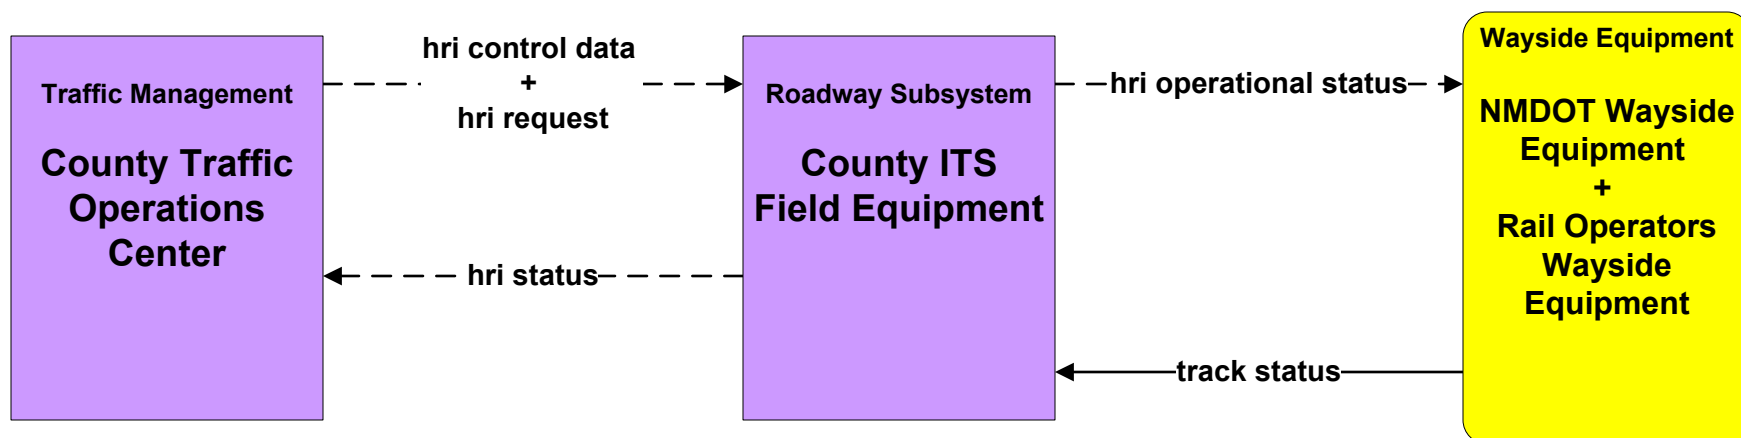 Traffic Management
County Traffic
Operations
Center
hri control data
+
hri request
hri status
Roadway Subsystem
County ITS
Field Equipment
hri operational status
track status
Wayside Equipment
NMDOT Wayside
Equipment
+
Rail Operators
Wayside
Equipment